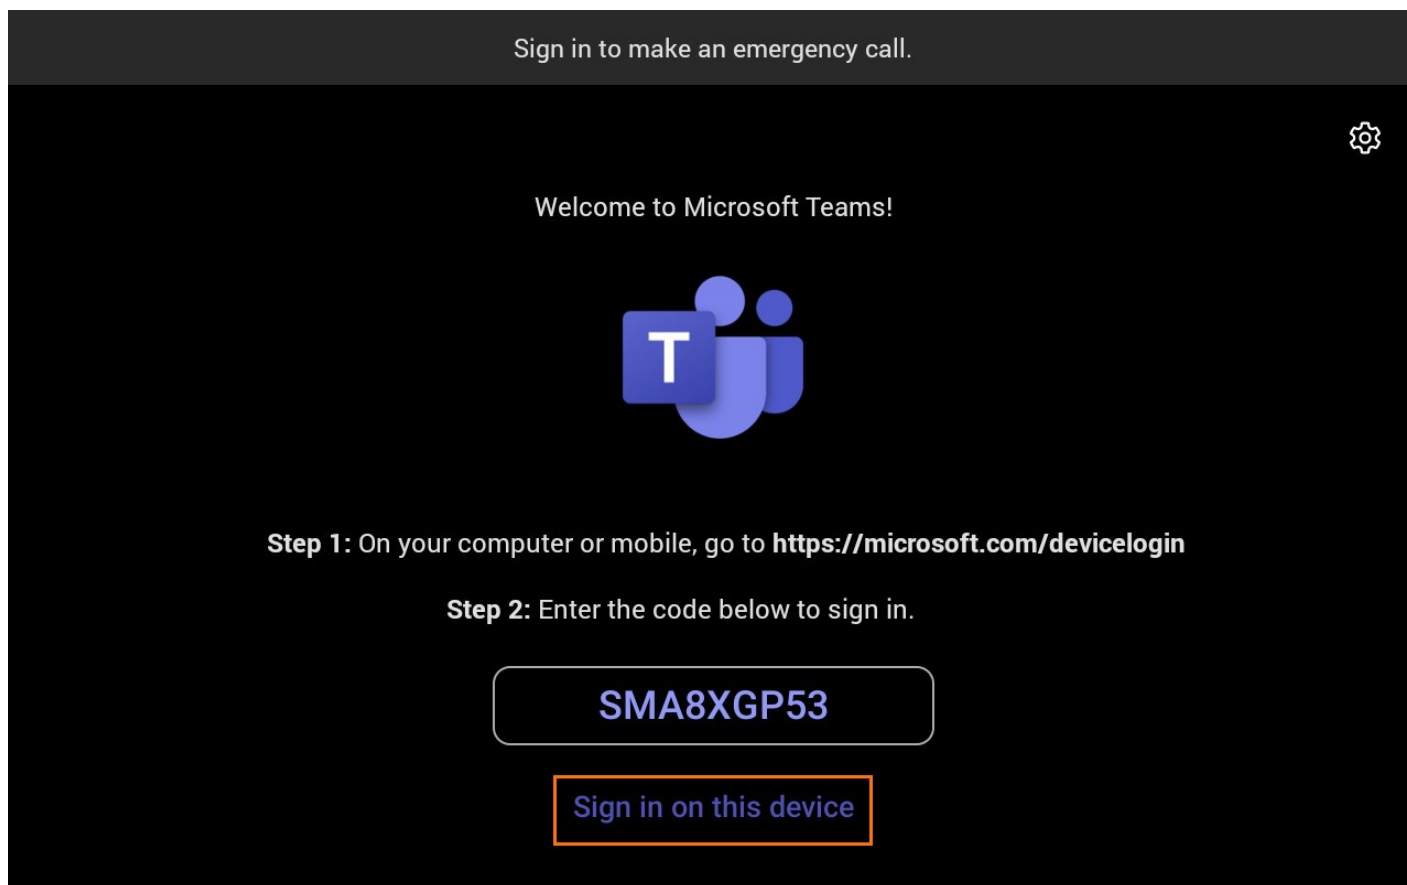 Sign in to make an emergency call.
Welcome to Microsoft Teams!
T
Step 1: On your computer or mobile, go to https://microsoft.com/devicelogin
Step 2: Enter the code below to sign in.
SMA8XGP53
Sign in on this device